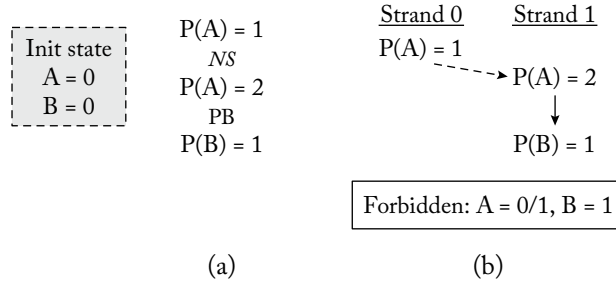 Init state
A = 0
B = 0
P(A) = 1
NS
P(A) = 2
PB
P(B) = 1
(a)
Strand 0 Strand 1
P(A) = 1
P(A) = 2
P(B) = 1
Forbidden: A = 0/1, B = 1
(b)